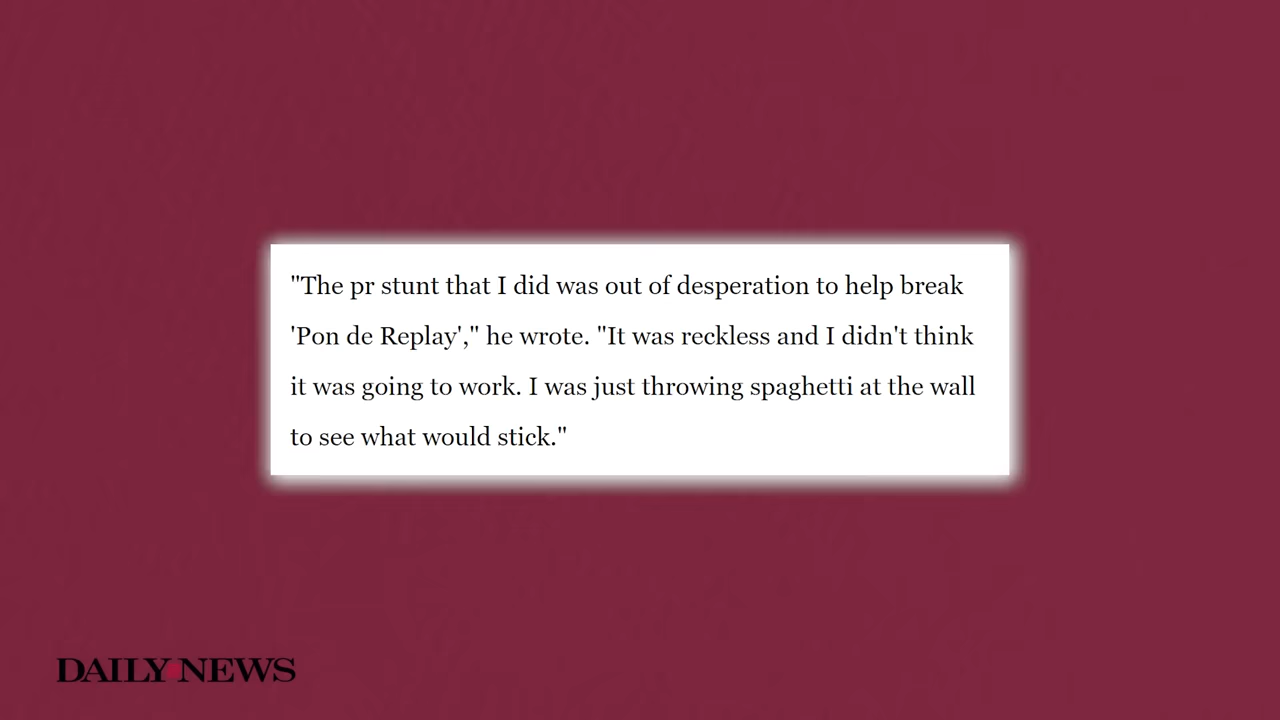 "The pr stunt that I did was out of desperation to help break
'Pon de Replay'," he wrote. "It was reckless and I didn't think
it was going to work. I was just throwing spaghetti at the wall
to see what would stick."
DAILY NEWS